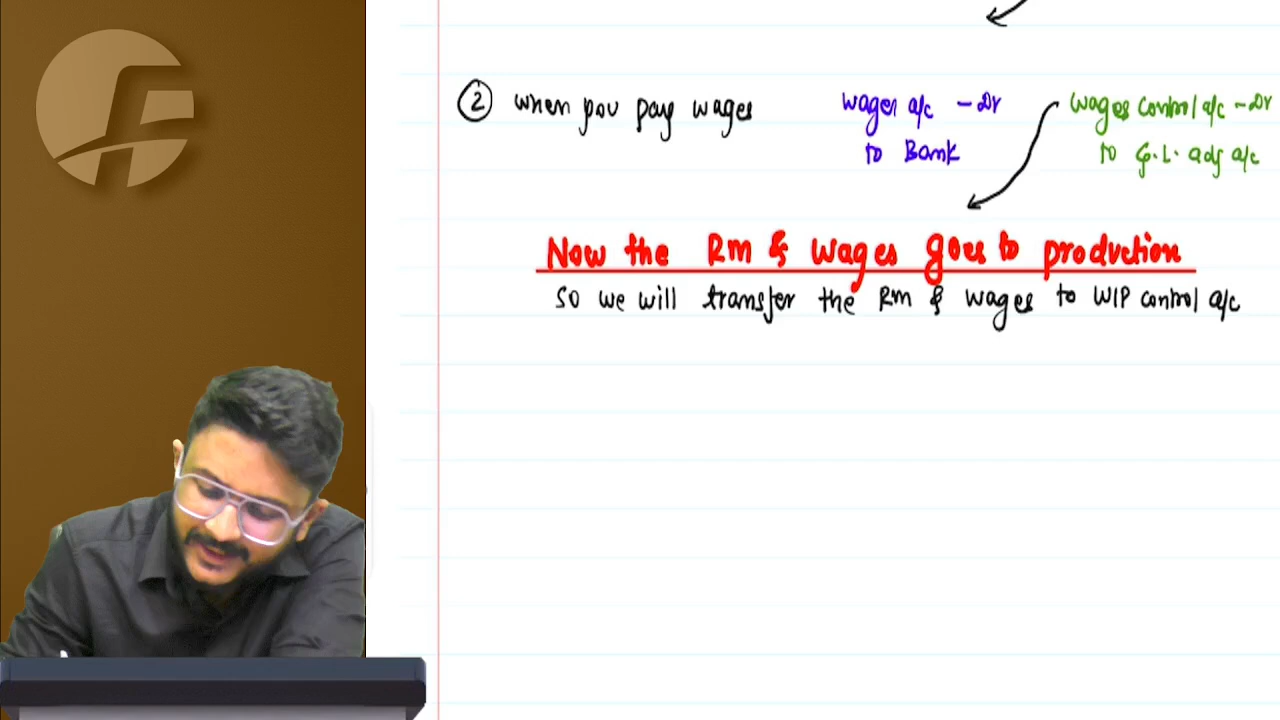 ② when you pay wages wages a/c - Dr wages control a/c - Dr
to Bank to G.L. adj a/c
Now the Rm & wages goes to production
so we will transfer the Rm & wages to WIP control a/c